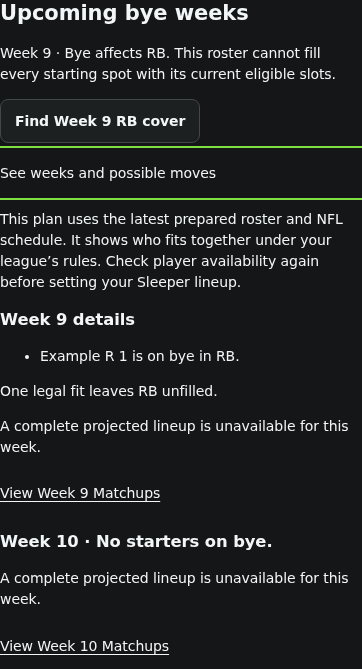 Upcoming bye weeks
Week 9 · Bye affects RB. This roster cannot fill
every starting spot with its current eligible slots.
Find Week 9 RB cover
See weeks and possible moves
This plan uses the latest prepared roster and NFL
schedule. It shows who fits together under your
league’s rules. Check player availability again
before setting your Sleeper lineup.
Week 9 details
• Example R 1 is on bye in RB.
One legal fit leaves RB unfilled.
A complete projected lineup is unavailable for this
week.
View Week 9 Matchups
Week 10 · No starters on bye.
A complete projected lineup is unavailable for this
week.
View Week 10 Matchups